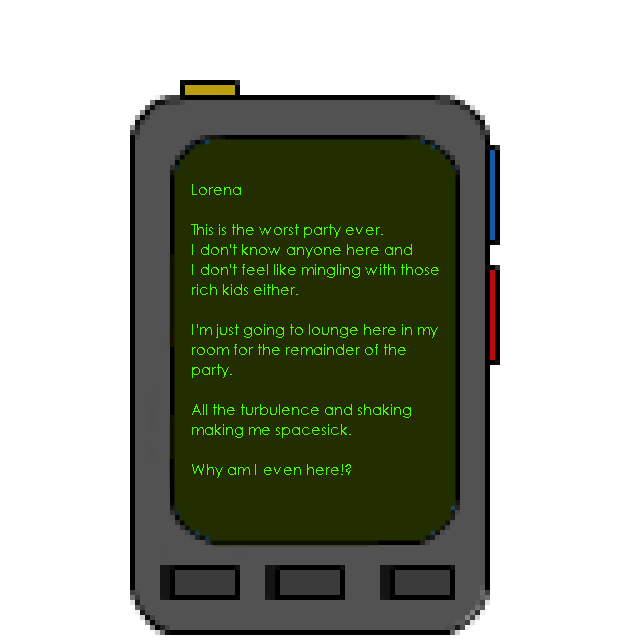 Lorena
This is the worst party ever.
I don't know anyone here and
I don't feel like mingling with those
rich kids either.
I'm just going to lounge here in my
room for the remainder of the
party.
All the turbulence and shaking
making me spacesick.
Why am I even here!?